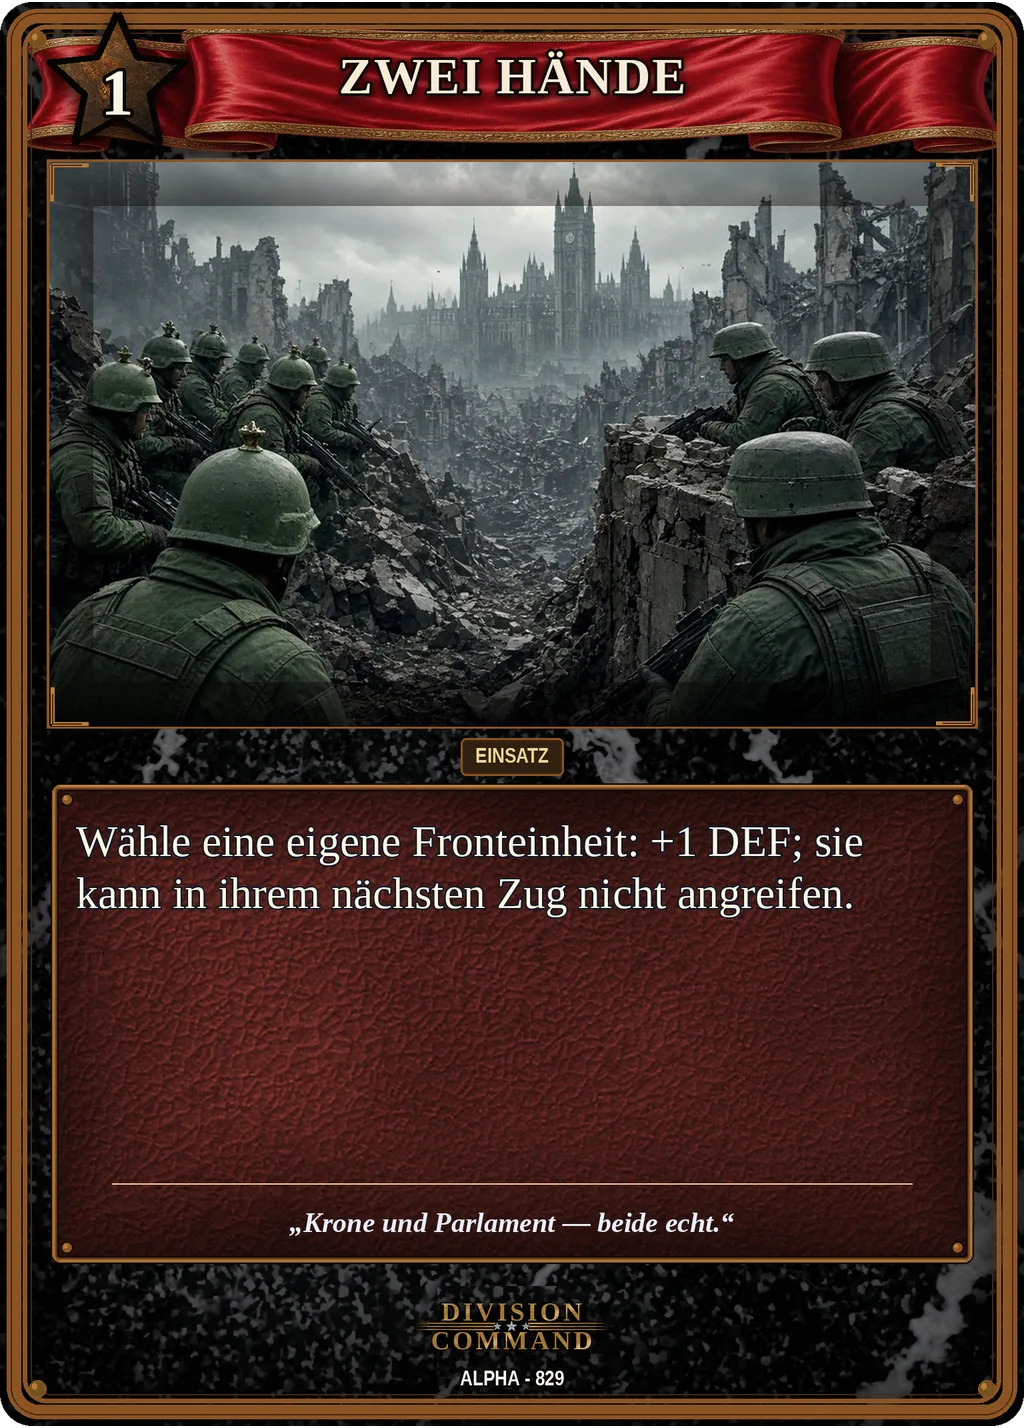 1
ZWEI HÄNDE
EINSATZ
Wähle eine eigene Fronteinheit: +1 DEF; sie
kann in ihrem nächsten Zug nicht angreifen.
„Krone und Parlament — beide echt.“
DIVISION
COMMAND
ALPHA - 829